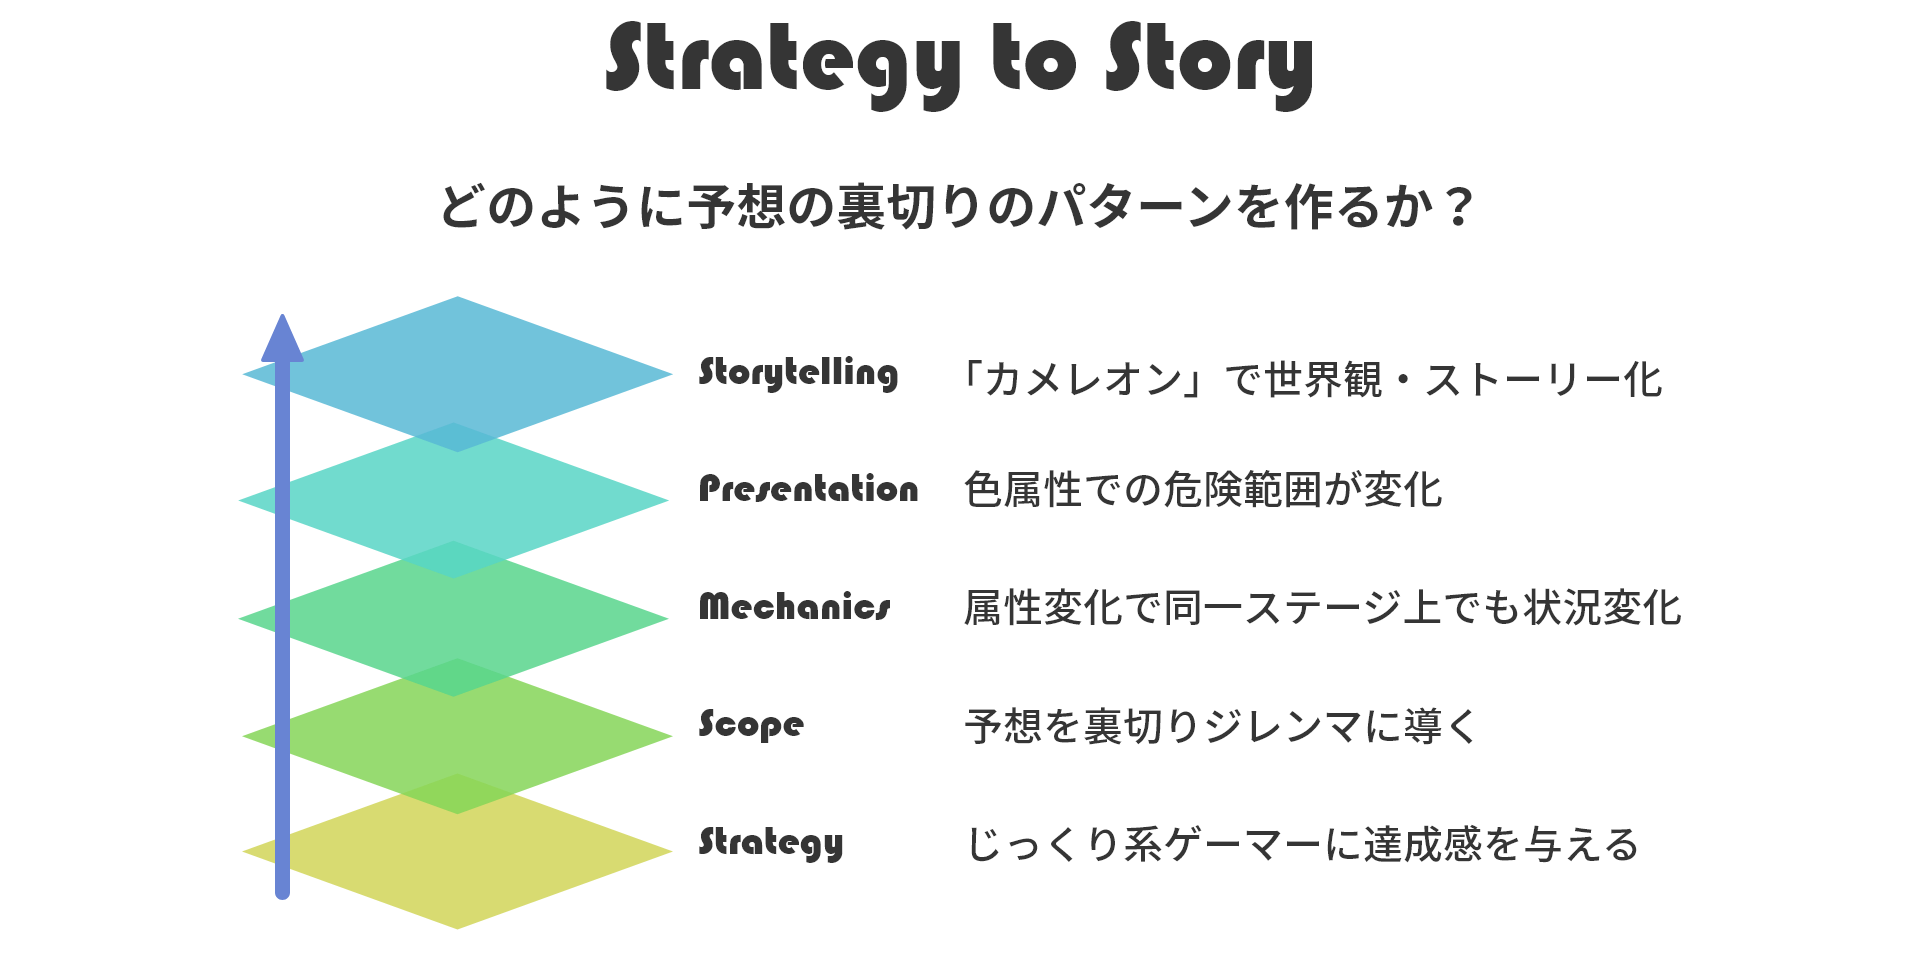 Strategy to Story
どのように予想の裏切りのパターンを作るか？
Storytelling 「カメレオン」で世界観・ストーリー化
Presentation 色属性での危険範囲が変化
Mechanics 属性変化で同一ステージ上でも状況変化
Scope 予想を裏切りジレンマに導く
Strategy じっくり系ゲーマーに達成感を与える